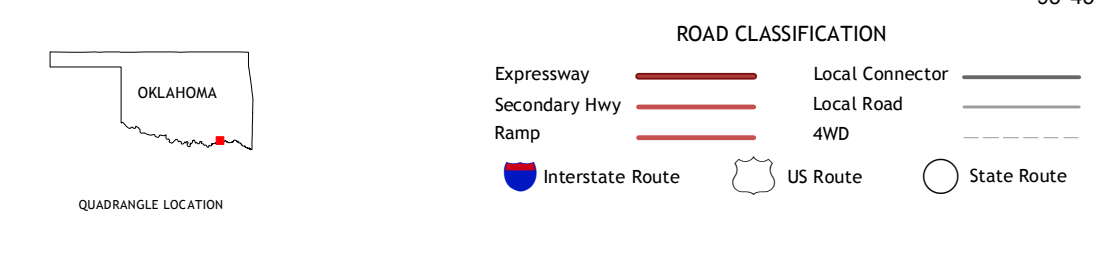 ROAD CLASSIFICATION
Expressway
Local Connector
Secondary Hwy
Local Road
Ramp
4WD
Interstate Route
US Route
State Route
OKLAHOMA
QUADRANGLE LOCATION